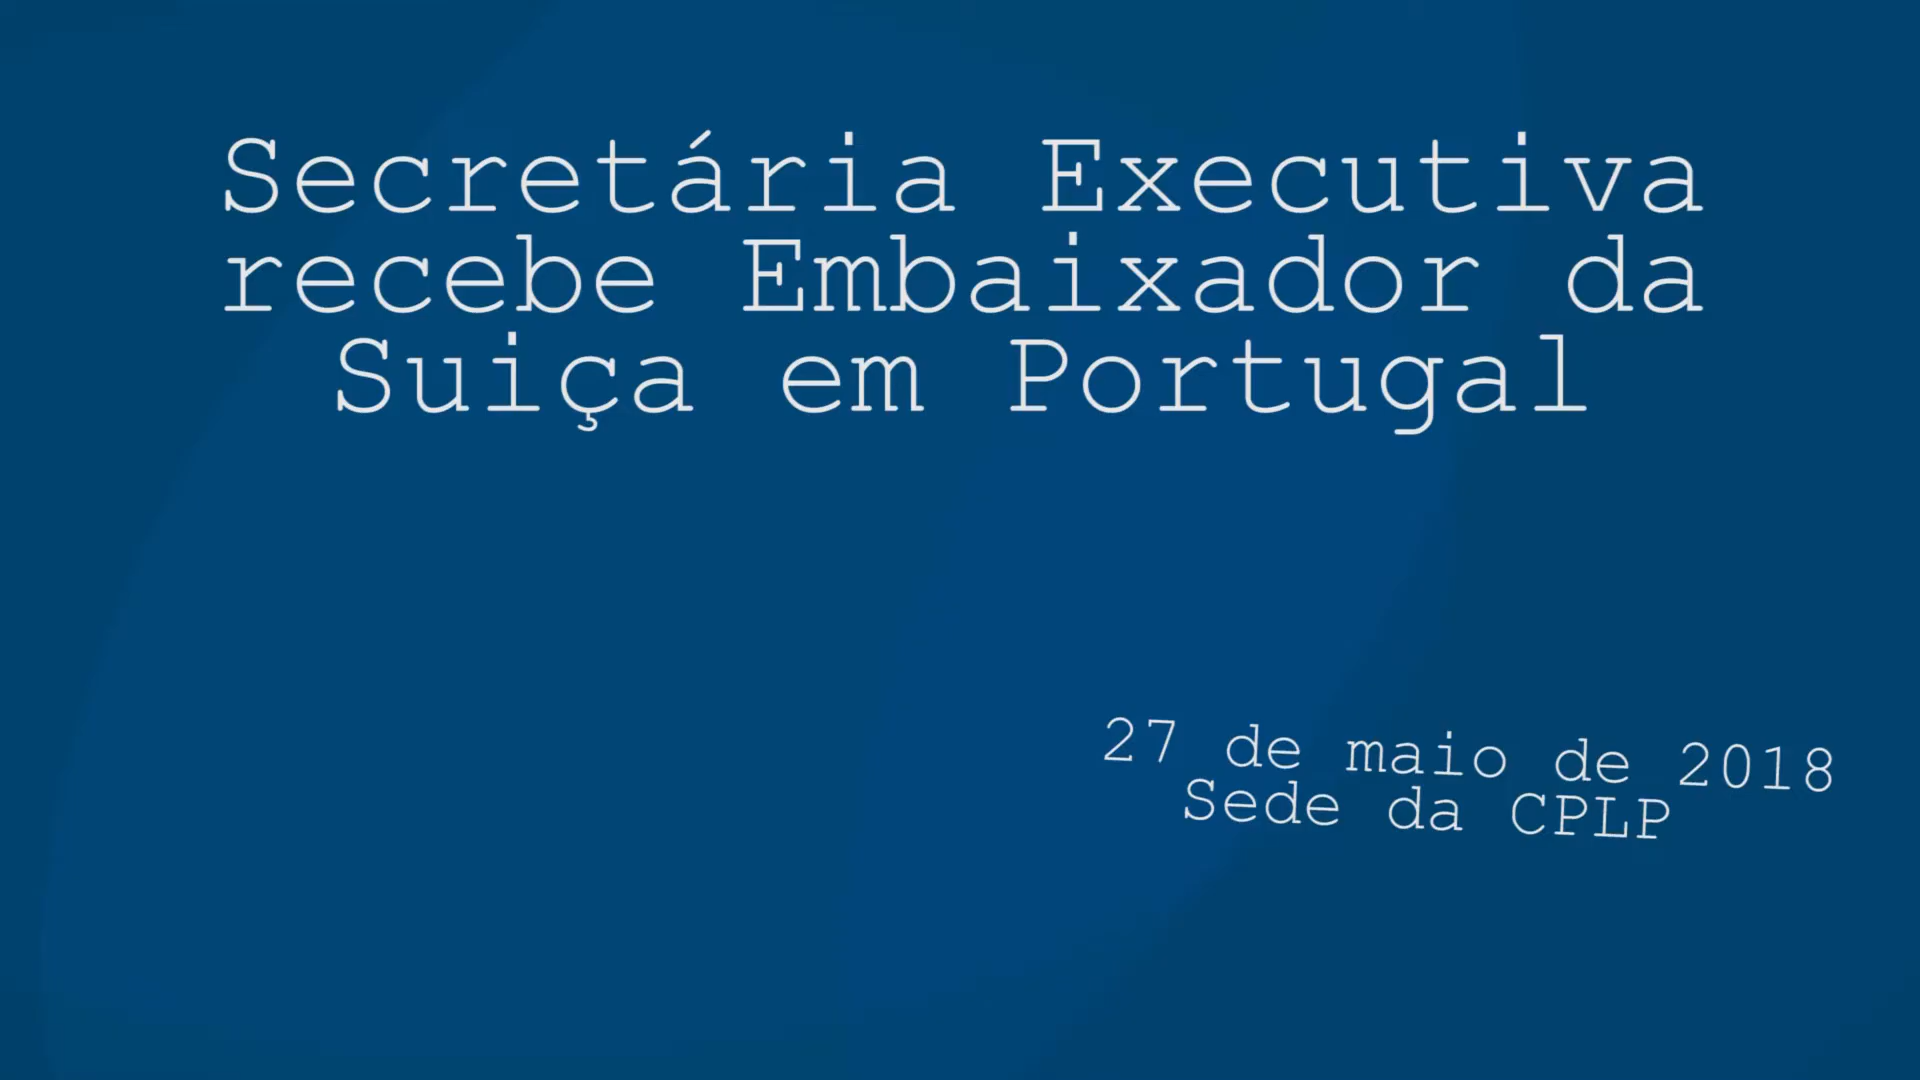 Secretária Executiva
recebe Embaixador da
Suiça em Portugal
27 de maio de 2018
Sede da CPLP